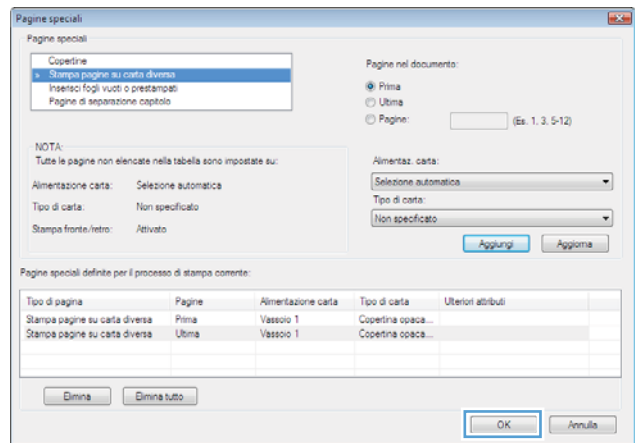 Pagine speciali
Pagine speciali
Copertine
» Stampa pagine su carta diversa
Inserisci fogli vuoti o prestampati
Pagine di separazione capitolo
Pagine nel documento:
Prima
Ultima
Pagine: (Es. 1, 3, 5-12)
NOTA:
Tutte le pagine non elencate nella tabella sono impostate su:
Alimentazione carta: Selezione automatica
Tipo di carta: Non specificato
Stampa fronte/retro: Attivato
Alimentaz. carta:
Selezione automatica
Tipo di carta:
Non specificato
Aggiungi Aggiorna
Pagine speciali definite per il processo di stampa corrente:
Tipo di pagina Pagine Alimentazione carta Tipo di carta Ulteriori attributi
Stampa pagine su carta diversa Prima Vassoio 1 Copertina opaca...
Stampa pagine su carta diversa Ultima Vassoio 1 Copertina opaca...
Elimina Elimina tutto
OK Annulla